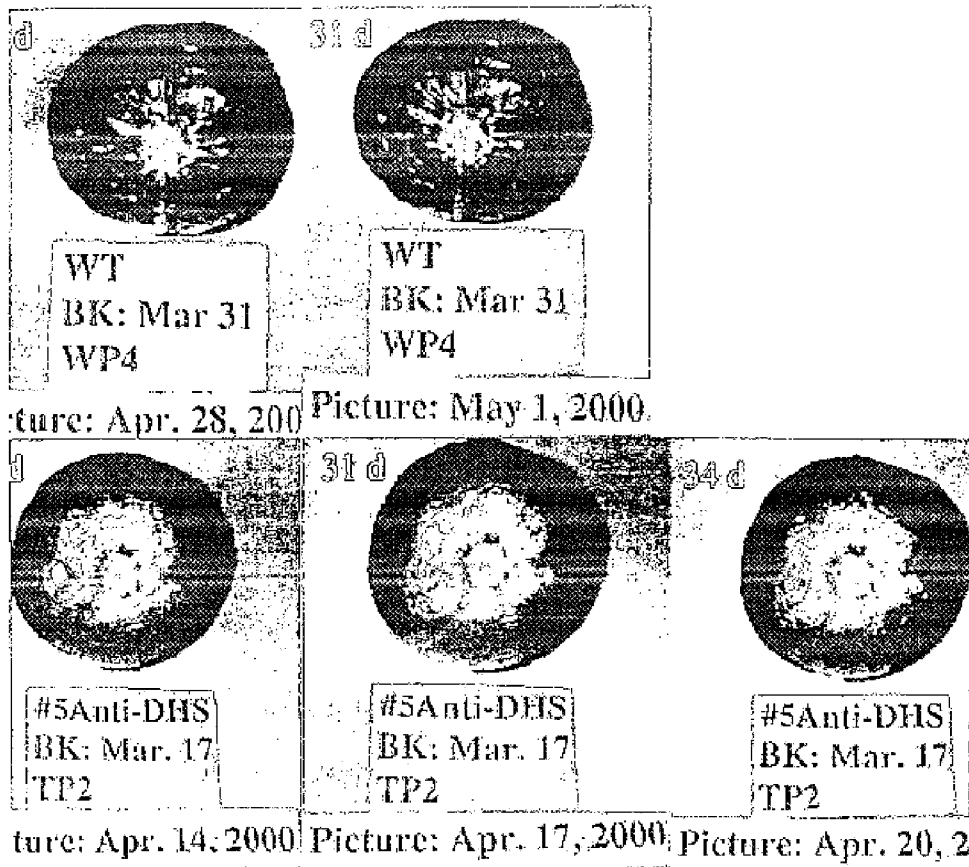 d
31 d
WT
BK: Mar 31
WP4
WT
BK: Mar 31
WP4
cture: Apr. 28, 200
Picture: May 1, 2000
d
31 d
34 d
#5Anti-DHS
BK: Mar. 17
TP2
#5Anti-DHS
BK: Mar. 17
TP2
#5Anti-DHS
BK: Mar. 17
TP2
ture: Apr. 14, 2000
Picture: Apr. 17, 2000
Picture: Apr. 20, 2